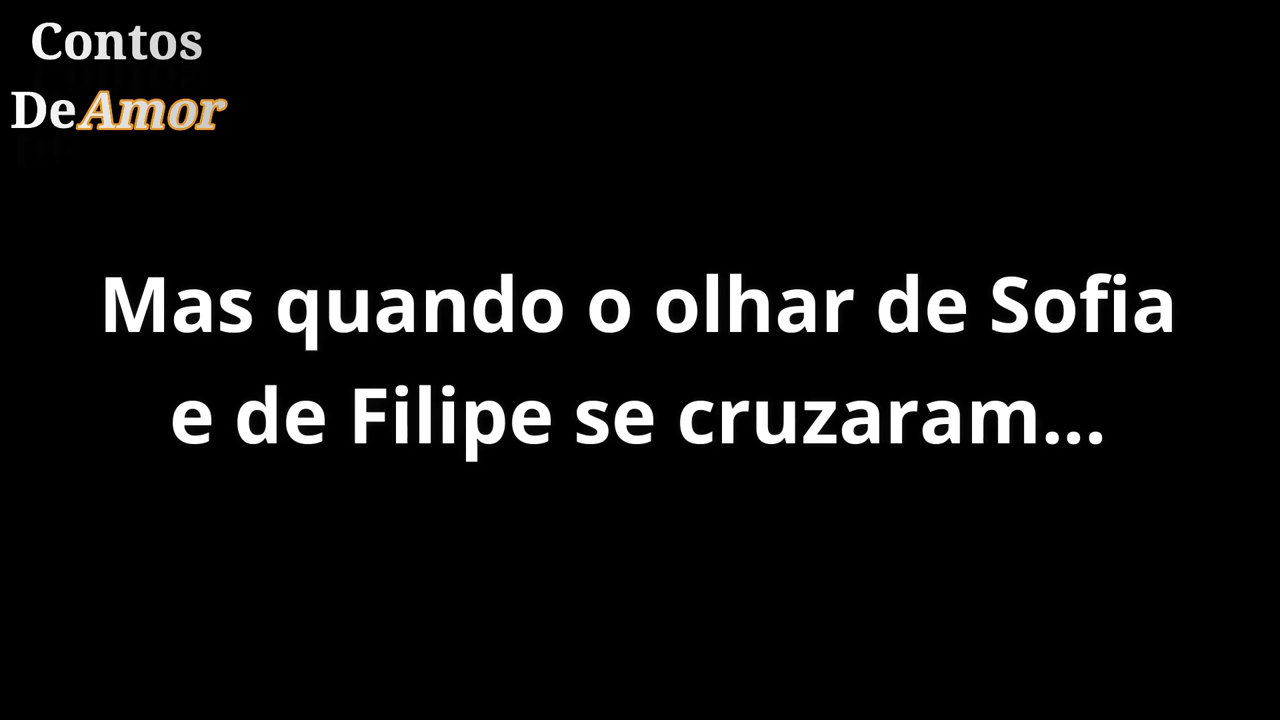 Contos
DeAmor
Mas quando o olhar de Sofia
e de Filipe se cruzaram...